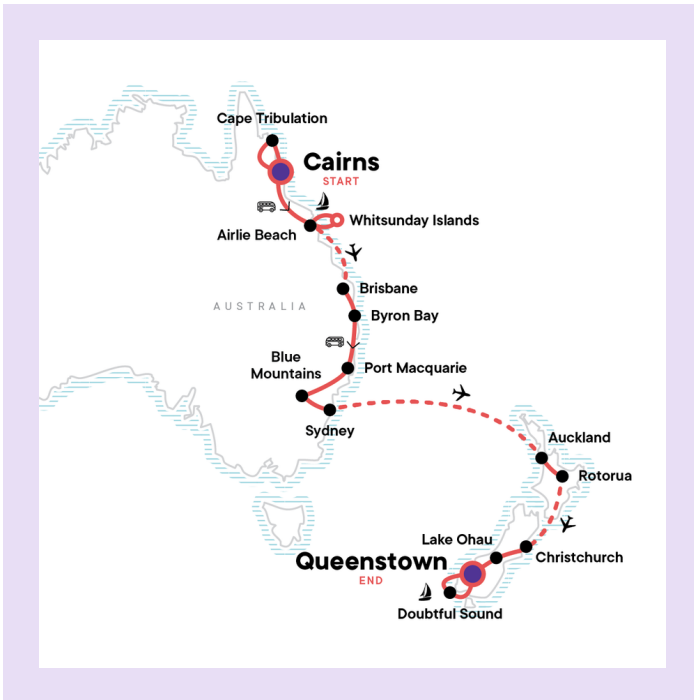 Cape Tribulation
Cairns
START
Whitsunday Islands
Airlie Beach
Brisbane
AUSTRALIA
Byron Bay
Blue
Mountains
Port Macquarie
Sydney
Auckland
Rotorua
Lake Ohau
Christchurch
Queenstown
END
Doubtful Sound